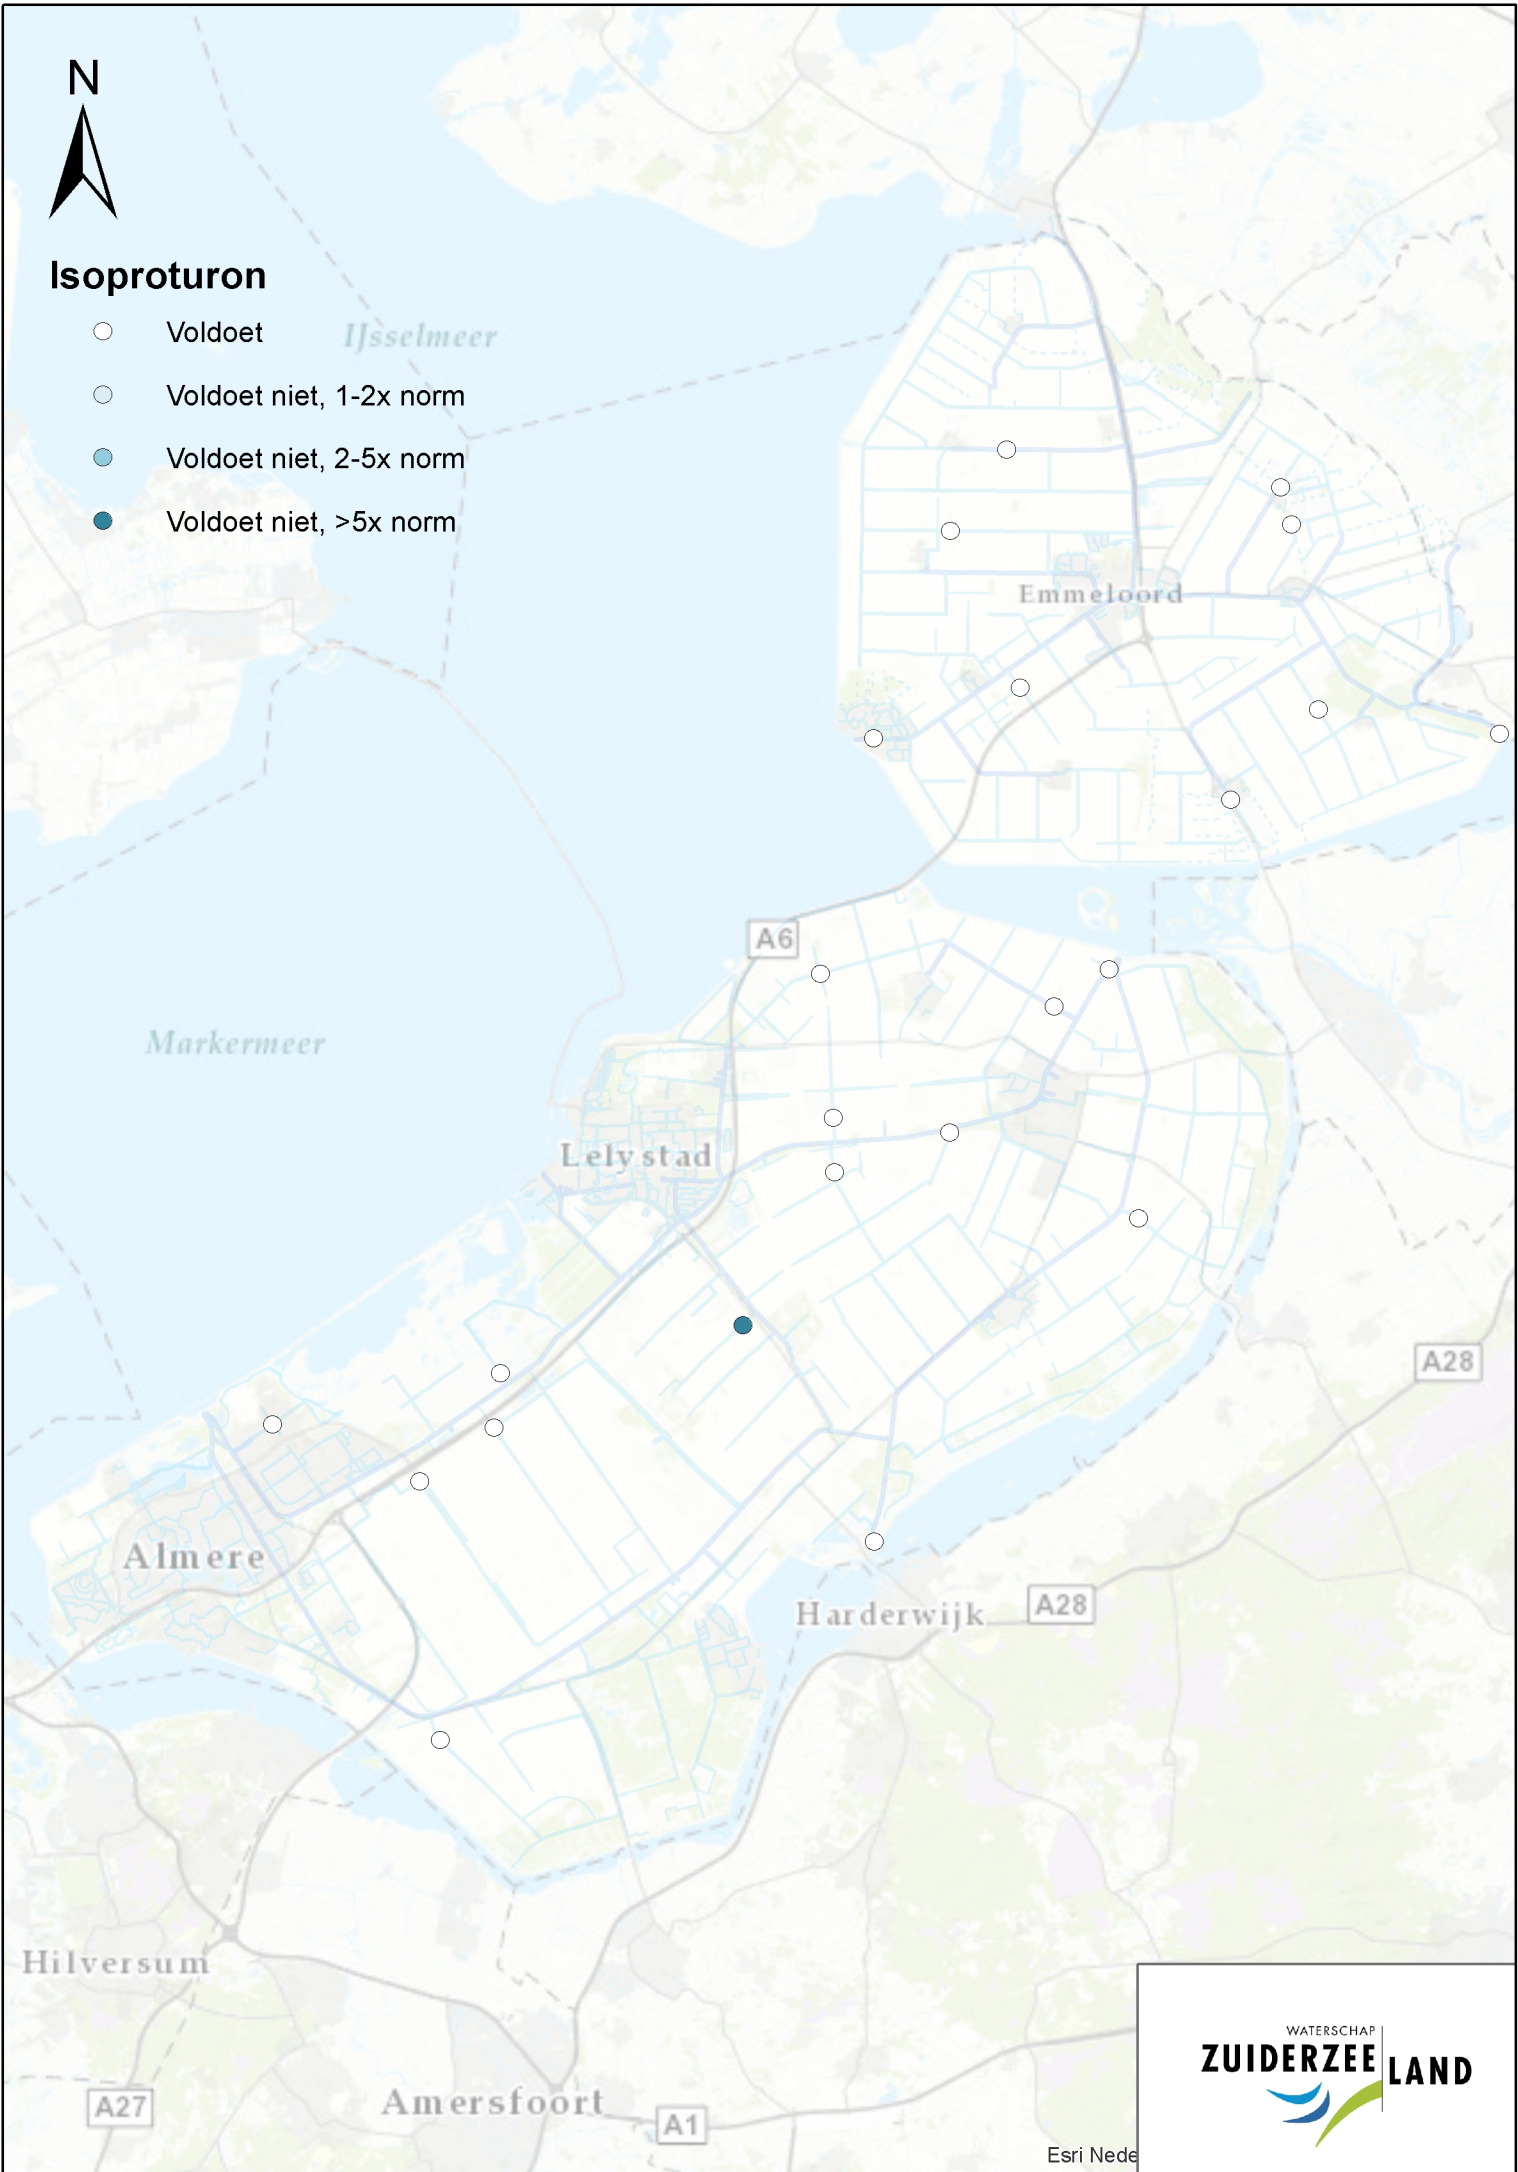 N
Isoproturon
Voldoet
Voldoet niet, 1-2x norm
Voldoet niet, 2-5x norm
Voldoet niet, >5x norm
IJsselmeer
Emmeloord
A6
Markermeer
Lelystad
A28
Almere
Harderwijk
A28
Hilversum
A27
Amersfoort
A1
Esri Nede
WATERSCHAP
ZUIDERZEE
LAND